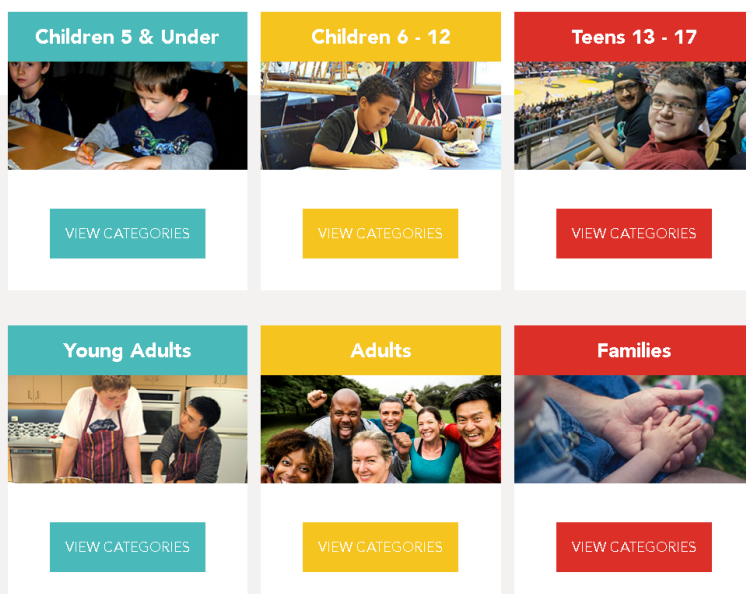 Children 5 & Under
Children 6 - 12
Teens 13 - 17
VIEW CATEGORIES
VIEW CATEGORIES
VIEW CATEGORIES
Young Adults
Adults
Families
VIEW CATEGORIES
VIEW CATEGORIES
VIEW CATEGORIES